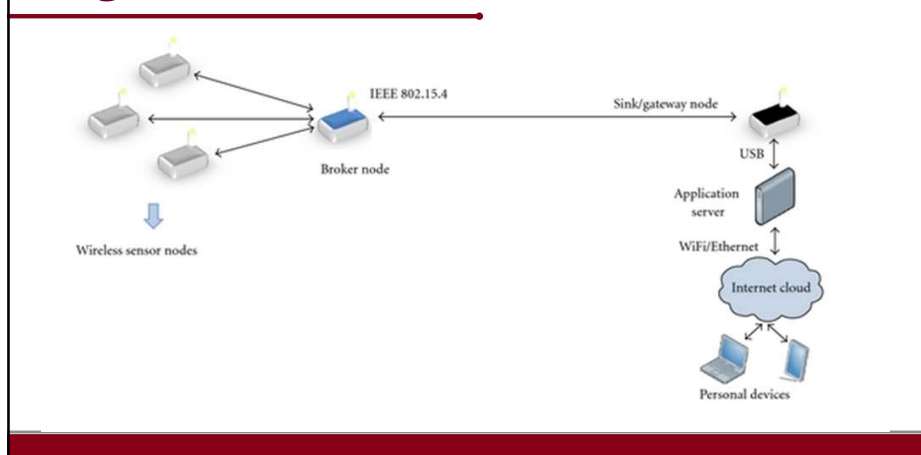 IEEE 802.15.4
Sink/gateway node
Broker node
USB
Application
server
Wireless sensor nodes
WiFi/Ethernet
Internet cloud
Personal devices